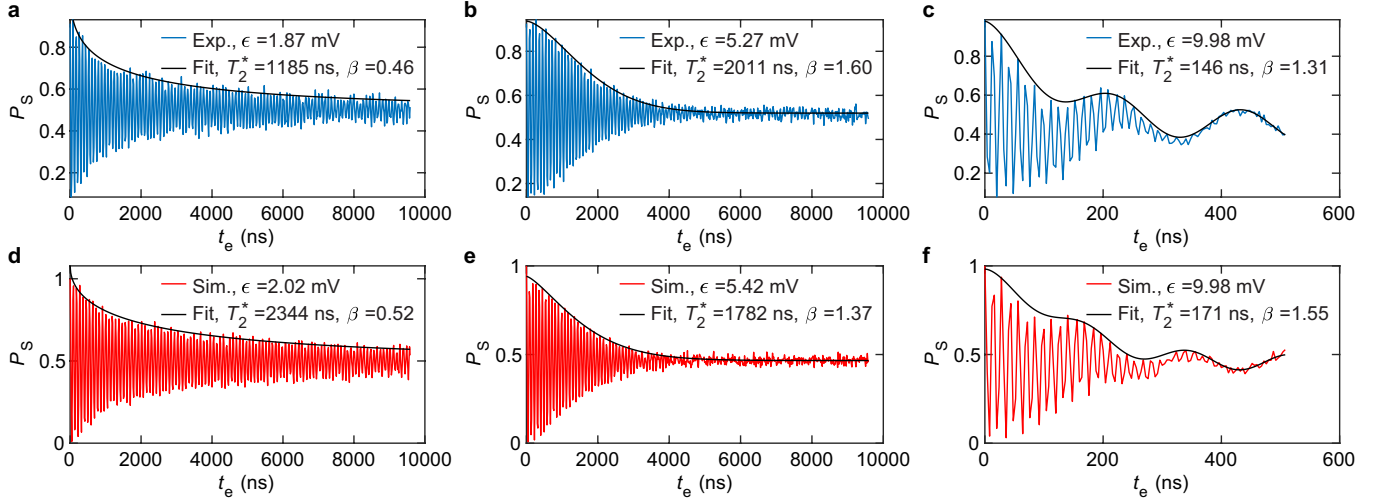 a
Exp., ϵ =1.87 mV
Fit, T₂* =1185 ns, β =0.46
0.8
0.6
0.4
0.2
P_S
0 2000 4000 6000 8000 10000
t_e (ns)
b
Exp., ϵ =5.27 mV
Fit, T₂* =2011 ns, β =1.60
0.8
0.6
0.4
0.2
P_S
0 2000 4000 6000 8000 10000
t_e (ns)
c
Exp., ϵ =9.98 mV
Fit, T₂* =146 ns, β =1.31
1
0.8
0.6
0.4
0.2
P_S
0 200 400 600
t_e (ns)
d
Sim., ϵ =2.02 mV
Fit, T₂* =2344 ns, β =0.52
1
0.5
0
P_S
0 2000 4000 6000 8000 10000
t_e (ns)
e
Sim., ϵ =5.42 mV
Fit, T₂* =1782 ns, β =1.37
1
0.5
0
P_S
0 2000 4000 6000 8000 10000
t_e (ns)
f
Sim., ϵ =9.98 mV
Fit, T₂* =171 ns, β =1.55
1
0.5
0
P_S
0 200 400 600
t_e (ns)